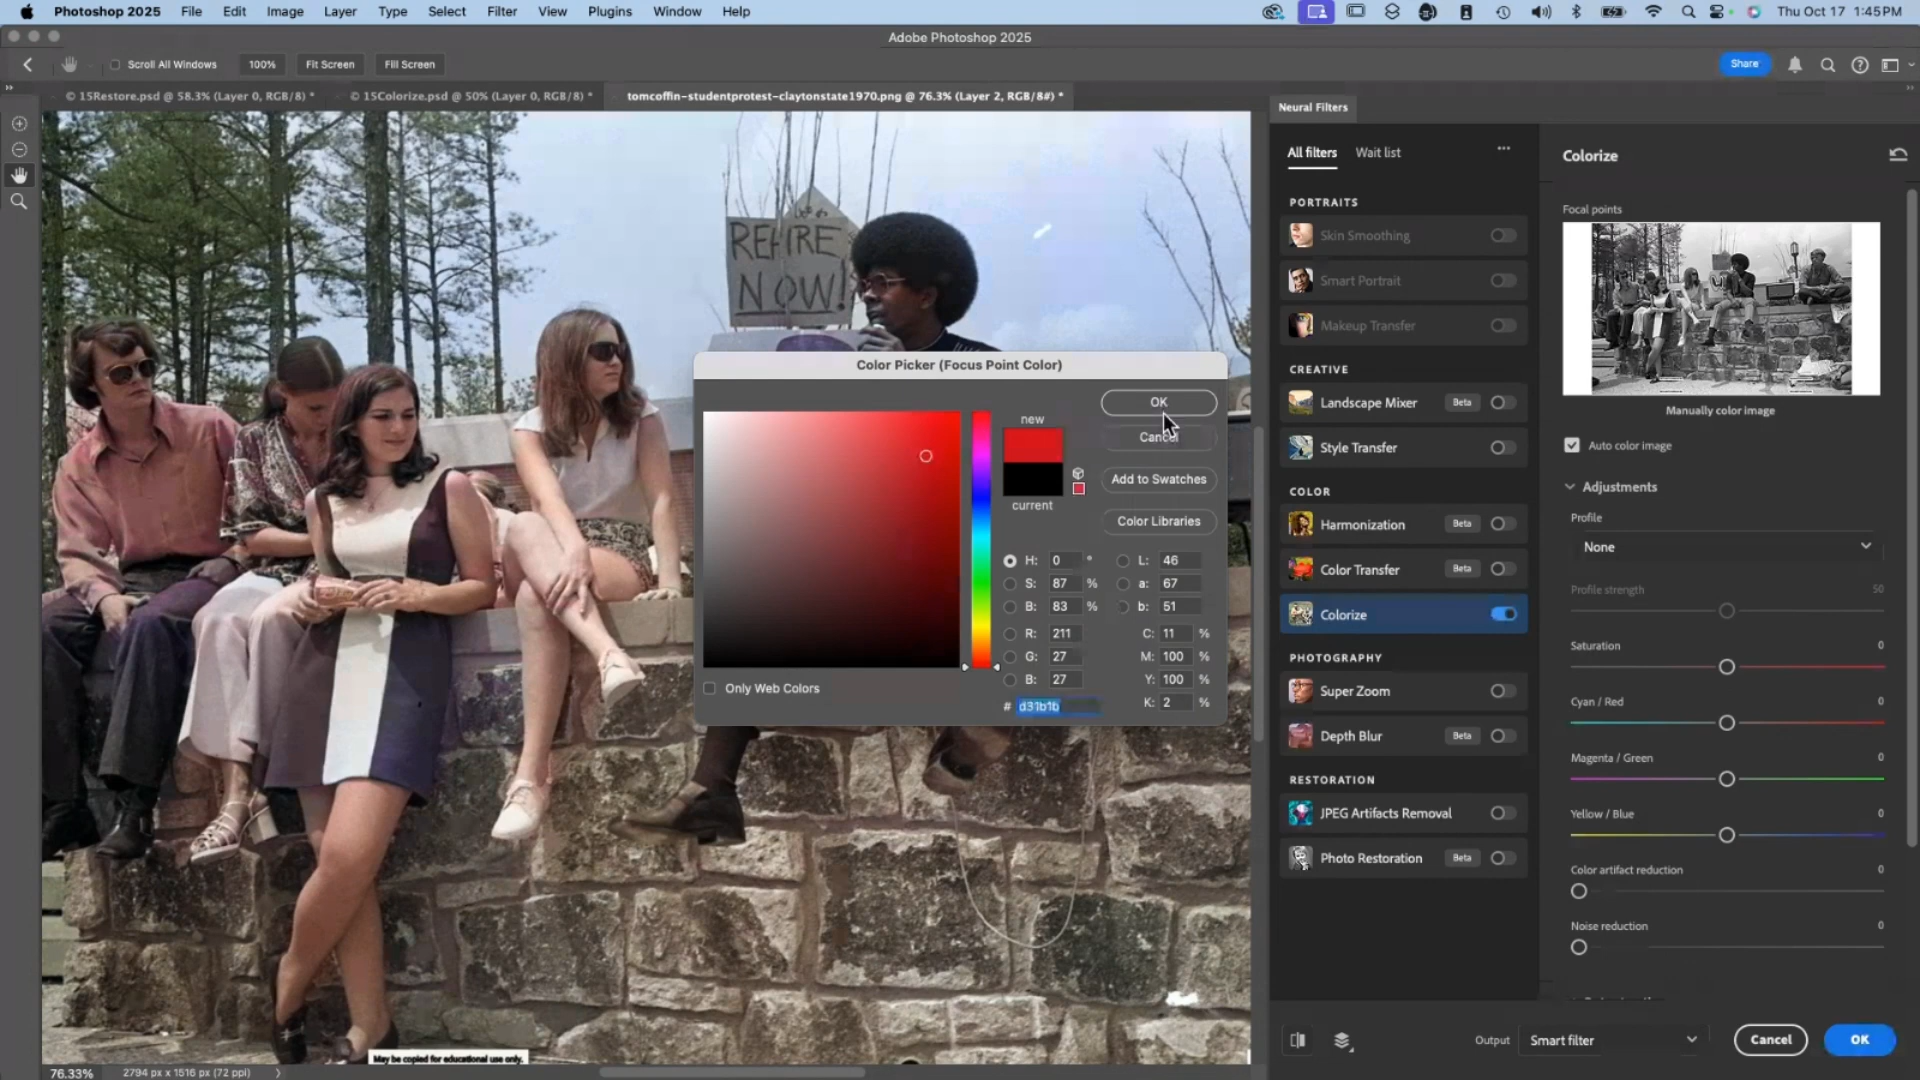 Photoshop 2025 File Edit Image Layer Type Select Filter View Plugins Window Help Thu Oct 17 1:45PM
Adobe Photoshop 2025
Scroll All Windows 100% Fit Screen Fill Screen Share
© 15Restore.psd @ 58.3% (Layer 0, RGB/8) * © 15Colorize.psd @ 50% (Layer 0, RGB/8) * tomcoffin-studentprotest-claytonstate1970.png @ 76.3% (Layer 2, RGB/8#) *
Neural Filters
All filters Wait list
Colorize
PORTRAITS
Skin Smoothing
Smart Portrait
Makeup Transfer
CREATIVE
Landscape Mixer Beta
Style Transfer
COLOR
Harmonization Beta
Color Transfer Beta
Colorize
PHOTOGRAPHY
Super Zoom
Depth Blur Beta
RESTORATION
JPEG Artifacts Removal
Photo Restoration Beta
Focal points
Manually color image
Auto color image
Adjustments
Profile
None
Profile strength 50
Saturation 0
Cyan / Red 0
Magenta / Green 0
Yellow / Blue 0
Color artifact reduction 0
Noise reduction 0
Output Smart filter Cancel OK
REHIRE
NOW!
Color Picker (Focus Point Color)
new
current
OK
Cancel
Add to Swatches
Color Libraries
H: 0 ° L: 46
S: 87 % a: 67
B: 83 % b: 51
R: 211 C: 11 %
G: 27 M: 100 %
B: 27 Y: 100 %
# d31b1b K: 2 %
Only Web Colors
May be copied for educational use only.
76.33% 2794 px x 1516 px (72 ppi)